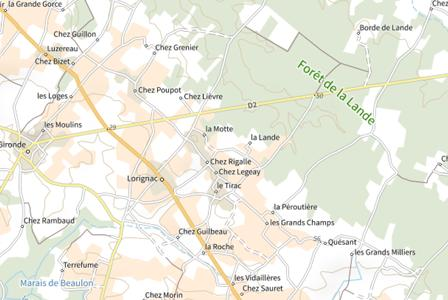 la Grande Gorce
Borde de Lande
Chez Guillon
Luzereau
Chez Grenier
Chez Bizet
Forêt de la Lande
Chez Poupot
les Loges
Chez Lièvre
50
D2
les Moulins
29
la Motte
la Lande
Gironde
Chez Rigalle
Chez Legeay
Lorignac
le Tirac
la Péroutière
Chez Rambaud
les Grands Champs
Chez Guilbeau
56
Quésant
la Roche
les Grands Milliers
Terrefume
Marais de Beaulon
les Vidaillères
Chez Morin
Chez Sauret